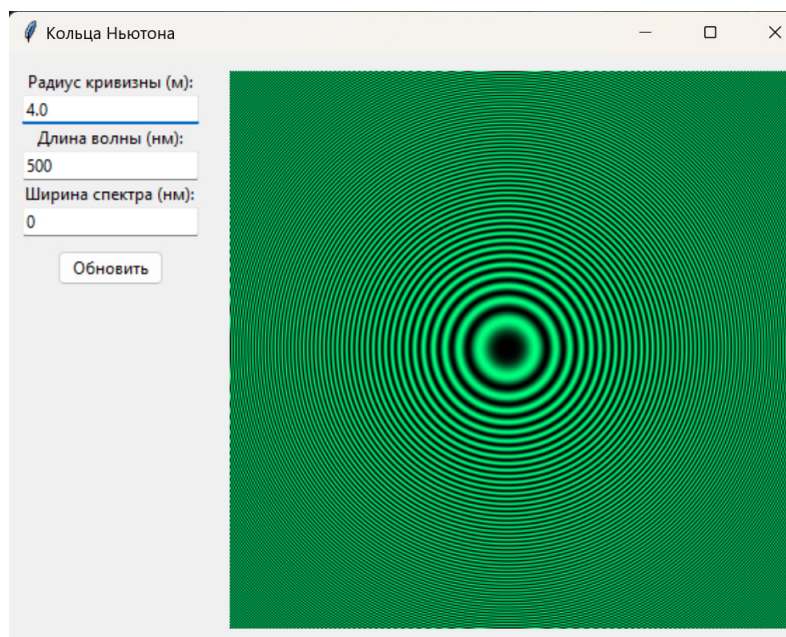 Кольца Ньютона
Радиус кривизны (м):
4.0
Длина волны (нм):
500
Ширина спектра (нм):
0
Обновить